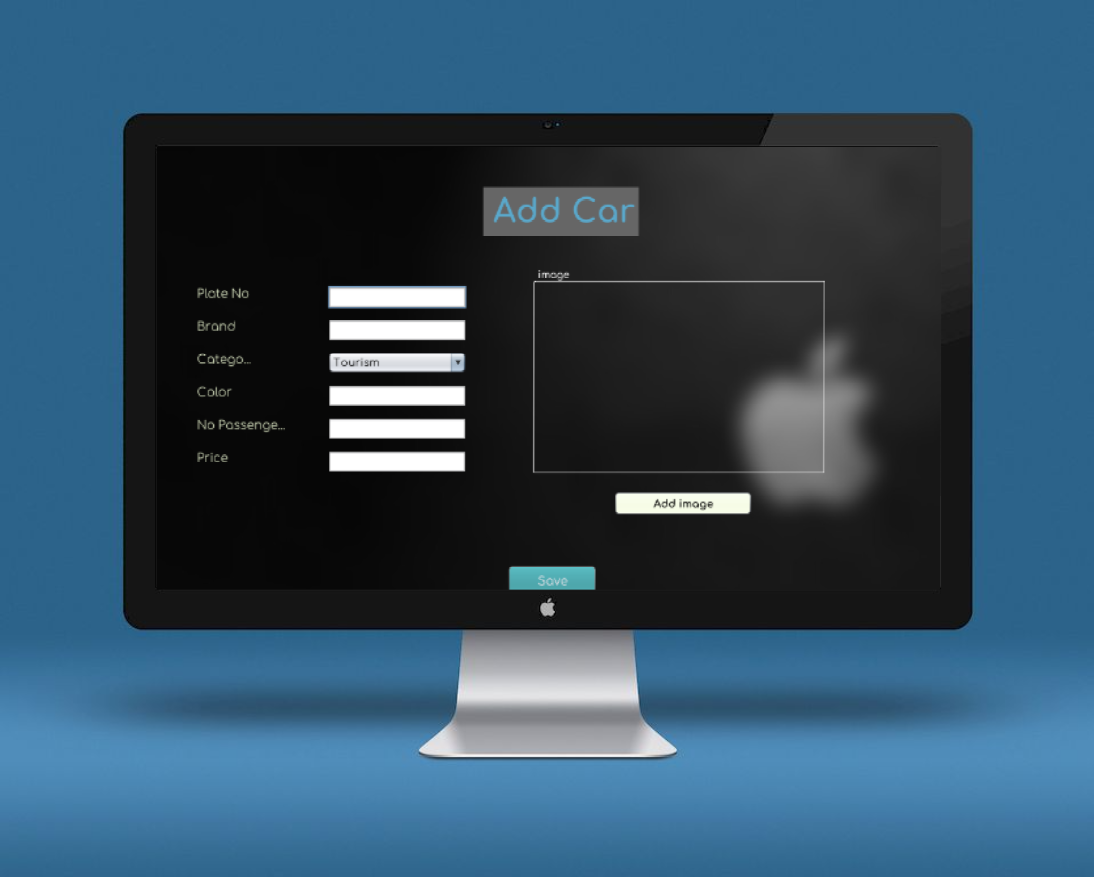 Add Car
image
Plate No
Brand
Catego...
Tourism
Color
No Passenge...
Price
Add image
Save